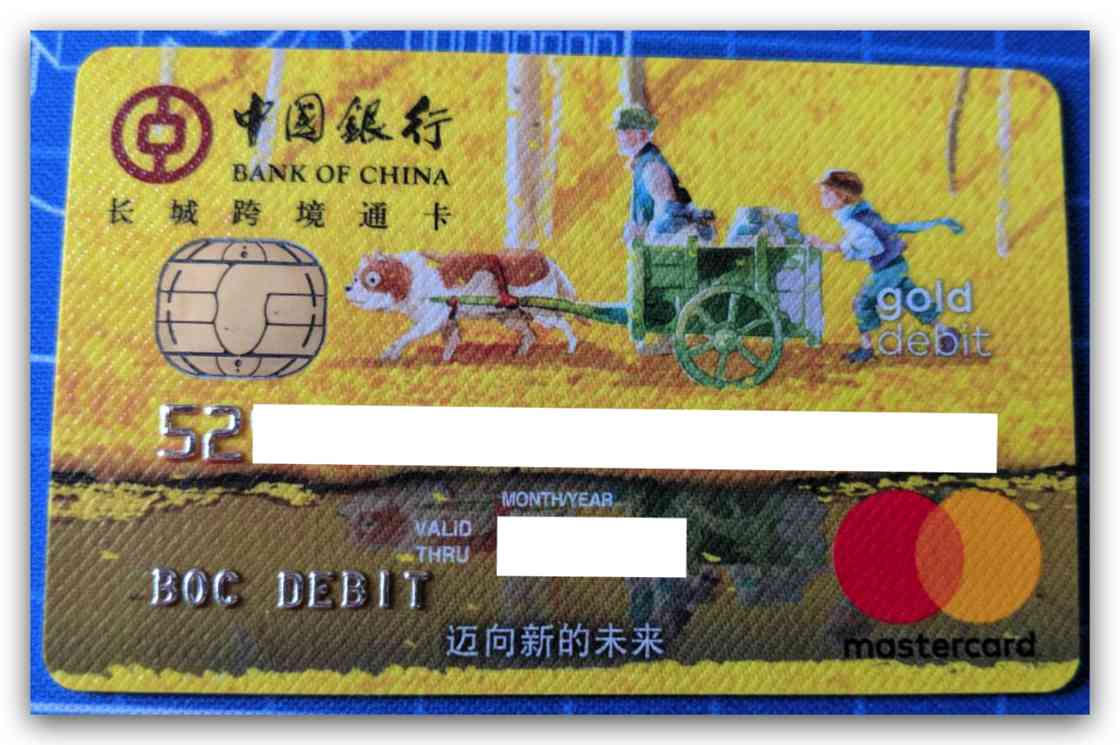 中国銀行
BANK OF CHINA
长城跨境通卡
gold
debit
52
MONTH/YEAR
VALID
THRU
BOC DEBIT
迈向新的未来
mastercard